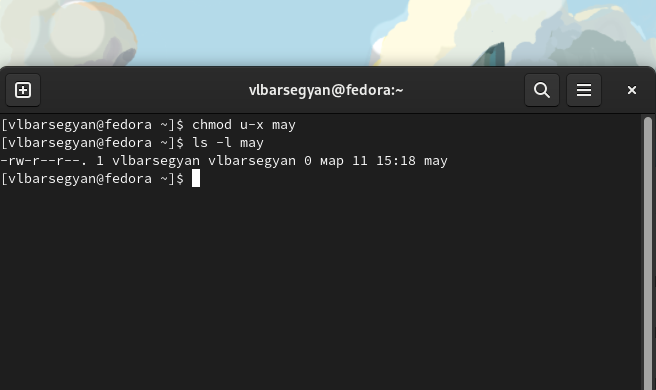 vlbarsegyan@fedora:~
[vlbarsegyan@fedora ~]$ chmod u-x may
[vlbarsegyan@fedora ~]$ ls -l may
-rw-r--r--. 1 vlbarsegyan vlbarsegyan 0 мар 11 15:18 may
[vlbarsegyan@fedora ~]$